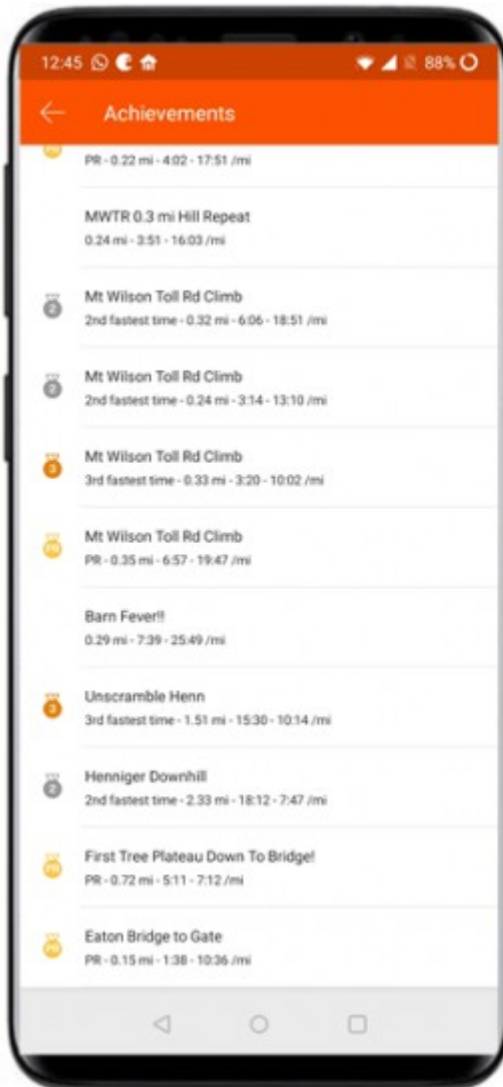 12:45 88%
Achievements
PR - 0.22 mi - 4:02 - 17:51 /mi
MWTR 0.3 mi Hill Repeat
0.24 mi - 3:51 - 16:03 /mi
2
Mt Wilson Toll Rd Climb
2nd fastest time - 0.32 mi - 6:06 - 18:51 /mi
2
Mt Wilson Toll Rd Climb
2nd fastest time - 0.24 mi - 3:14 - 13:10 /mi
3
Mt Wilson Toll Rd Climb
3rd fastest time - 0.33 mi - 3:20 - 10:02 /mi
PR
Mt Wilson Toll Rd Climb
PR - 0.35 mi - 6:57 - 19:47 /mi
Barn Fever!!
0.29 mi - 7:39 - 25:49 /mi
3
Unscramble Henn
3rd fastest time - 1.51 mi - 15:30 - 10:14 /mi
2
Henniger Downhill
2nd fastest time - 2.33 mi - 18:12 - 7:47 /mi
PR
First Tree Plateau Down To Bridge!
PR - 0.72 mi - 5:11 - 7:12 /mi
PR
Eaton Bridge to Gate
PR - 0.15 mi - 1:38 - 10:36 /mi